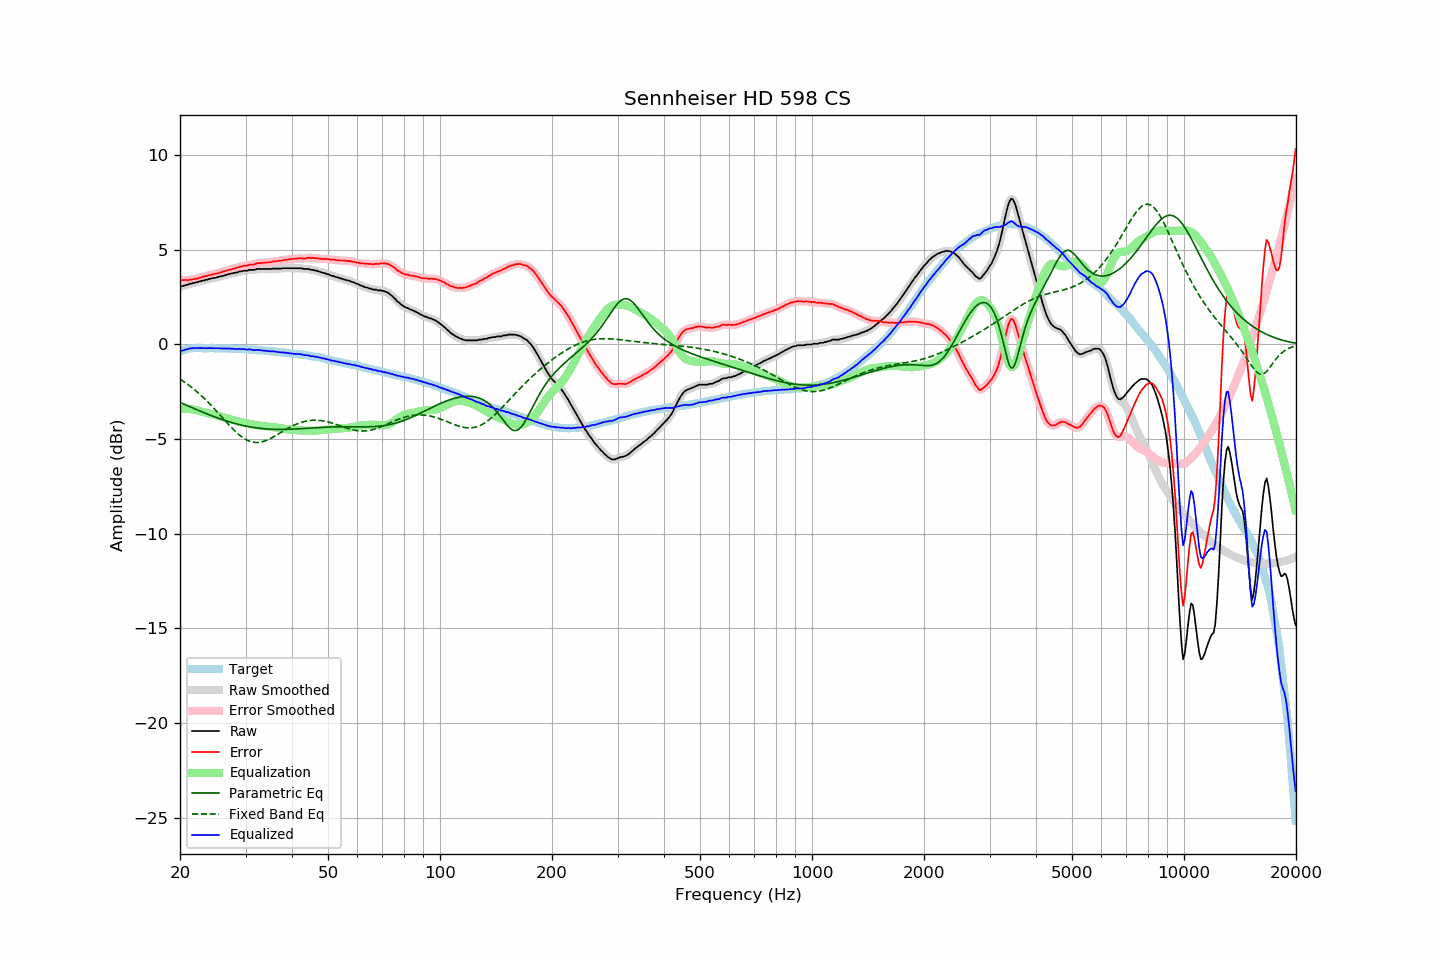 Sennheiser HD 598 CS
Amplitude (dBr)
10
5
0
−5
−10
−15
−20
−25
Target
Raw Smoothed
Error Smoothed
Raw
Error
Equalization
Parametric Eq
Fixed Band Eq
Equalized
20 50 100 200 500 1000 2000 5000 10000 20000
Frequency (Hz)